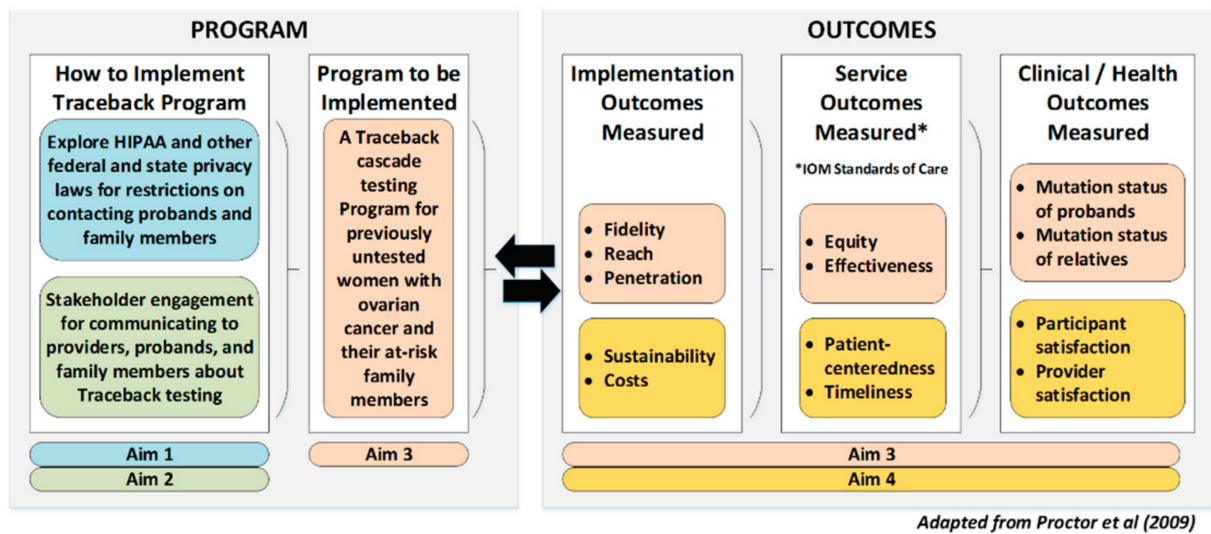 PROGRAM
How to Implement
Traceback Program
Explore HIPAA and other
federal and state privacy
laws for restrictions on
contacting probands and
family members
Stakeholder engagement
for communicating to
providers, probands, and
family members about
Traceback testing
Aim 1
Aim 2
Program to be
Implemented
A Traceback
cascade
testing
Program for
previously
untested
women with
ovarian
cancer and
their at-risk
family
members
Aim 3
OUTCOMES
Implementation
Outcomes
Measured
• Fidelity
• Reach
• Penetration
• Sustainability
• Costs
Service
Outcomes
Measured*
*IOM Standards of Care
• Equity
• Effectiveness
• Patient-
centeredness
• Timeliness
Clinical / Health
Outcomes
Measured
• Mutation status
of probands
• Mutation status
of relatives
• Participant
satisfaction
• Provider
satisfaction
Aim 3
Aim 4
Adapted from Proctor et al (2009)